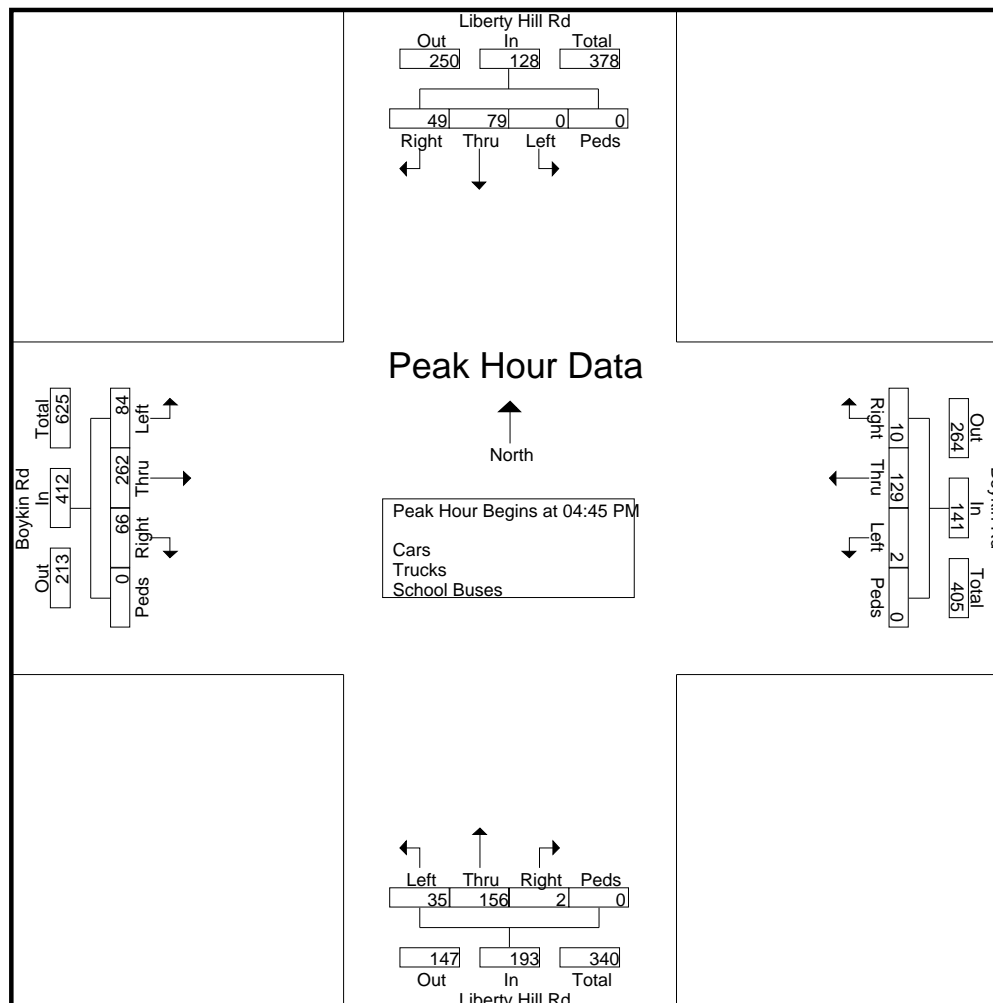 Liberty Hill Rd
Out In Total
250 128 378
49 79 0 0
Right Thru Left Peds
Peak Hour Data
North
Peak Hour Begins at 04:45 PM
Cars
Trucks
School Buses
Boykin Rd
Out In Total
213 412 625
84 262 66 0
Left Thru Right Peds
Out In Total
264 141 405
10 129 2 0
Right Thru Left Peds
Left Thru Right Peds
35 156 2 0
147 193 340
Out In Total
Liberty Hill Rd